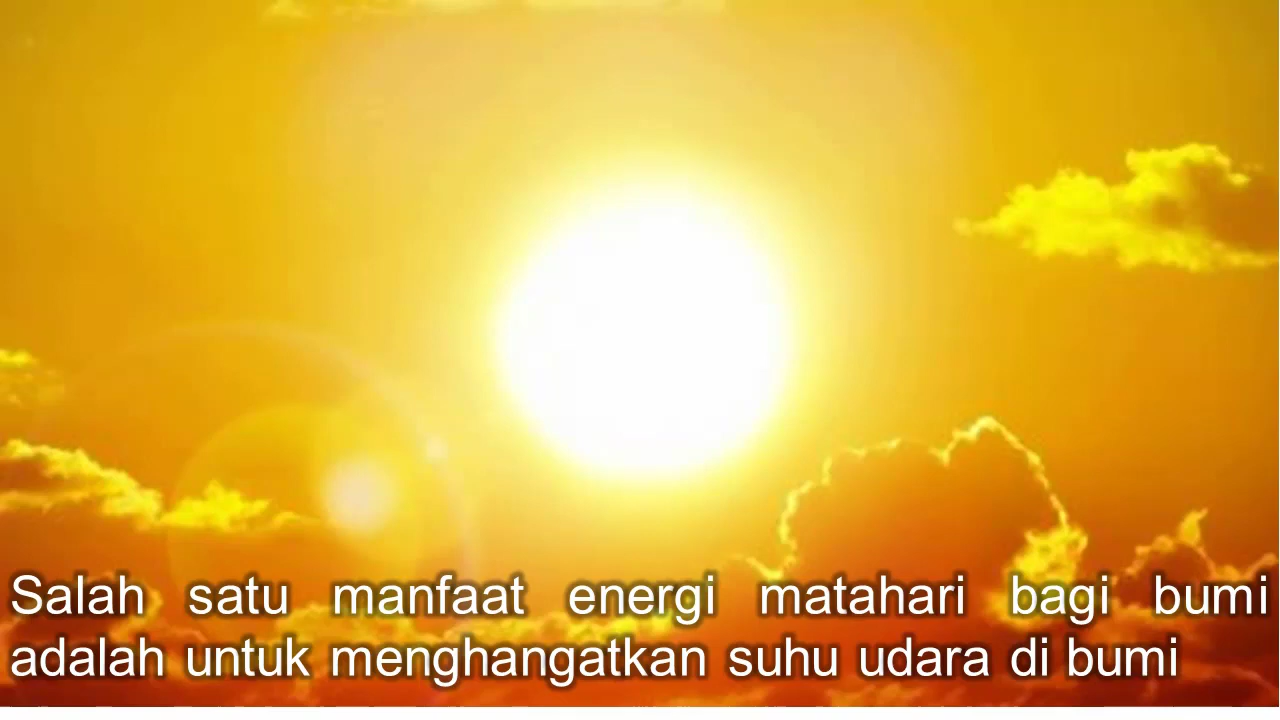 Salah satu manfaat energi matahari bagi bumi
adalah untuk menghangatkan suhu udara di bumi